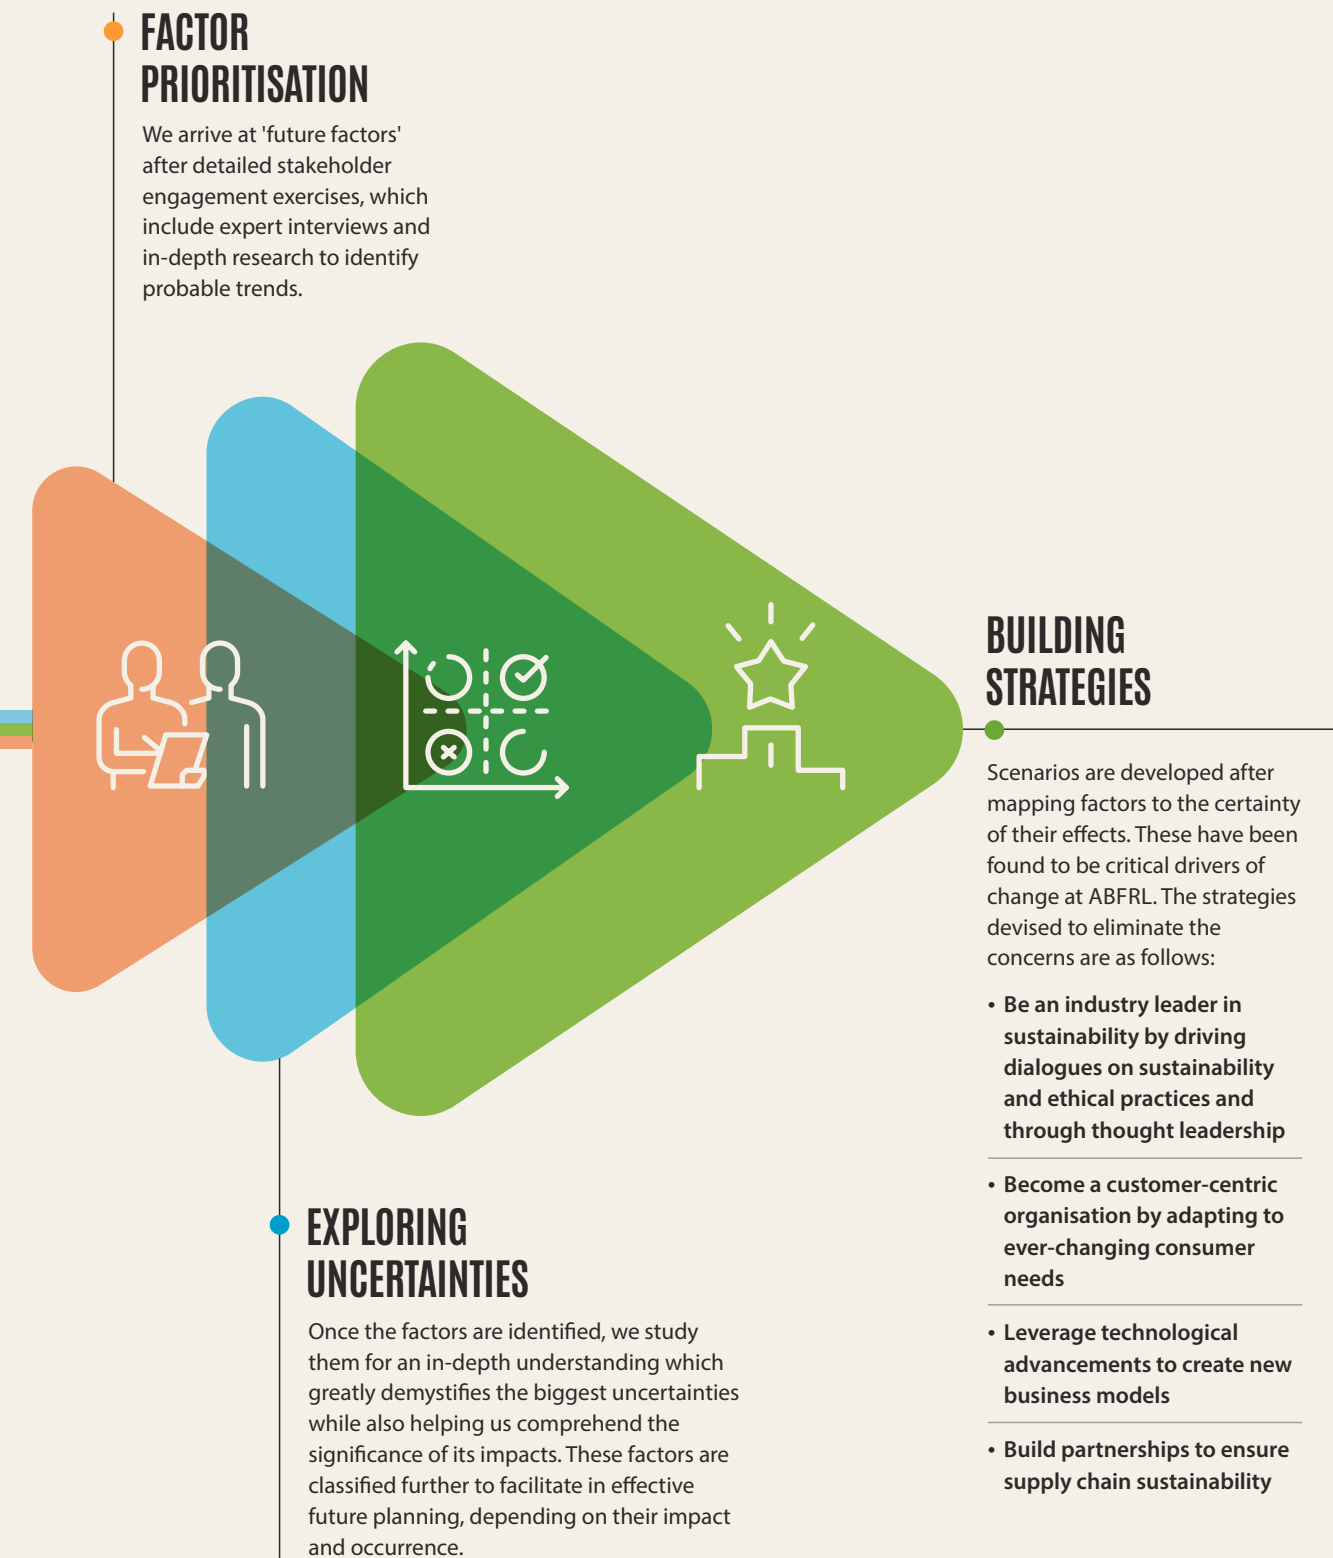 FACTOR
PRIORITISATION
We arrive at 'future factors'
after detailed stakeholder
engagement exercises, which
include expert interviews and
in-depth research to identify
probable trends.
BUILDING
STRATEGIES
Scenarios are developed after
mapping factors to the certainty
of their effects. These have been
found to be critical drivers of
change at ABFRL. The strategies
devised to eliminate the
concerns are as follows:
• Be an industry leader in
sustainability by driving
dialogues on sustainability
and ethical practices and
through thought leadership
• Become a customer-centric
organisation by adapting to
ever-changing consumer
needs
• Leverage technological
advancements to create new
business models
• Build partnerships to ensure
supply chain sustainability
EXPLORING
UNCERTAINTIES
Once the factors are identified, we study
them for an in-depth understanding which
greatly demystifies the biggest uncertainties
while also helping us comprehend the
significance of its impacts. These factors are
classified further to facilitate in effective
future planning, depending on their impact
and occurrence.